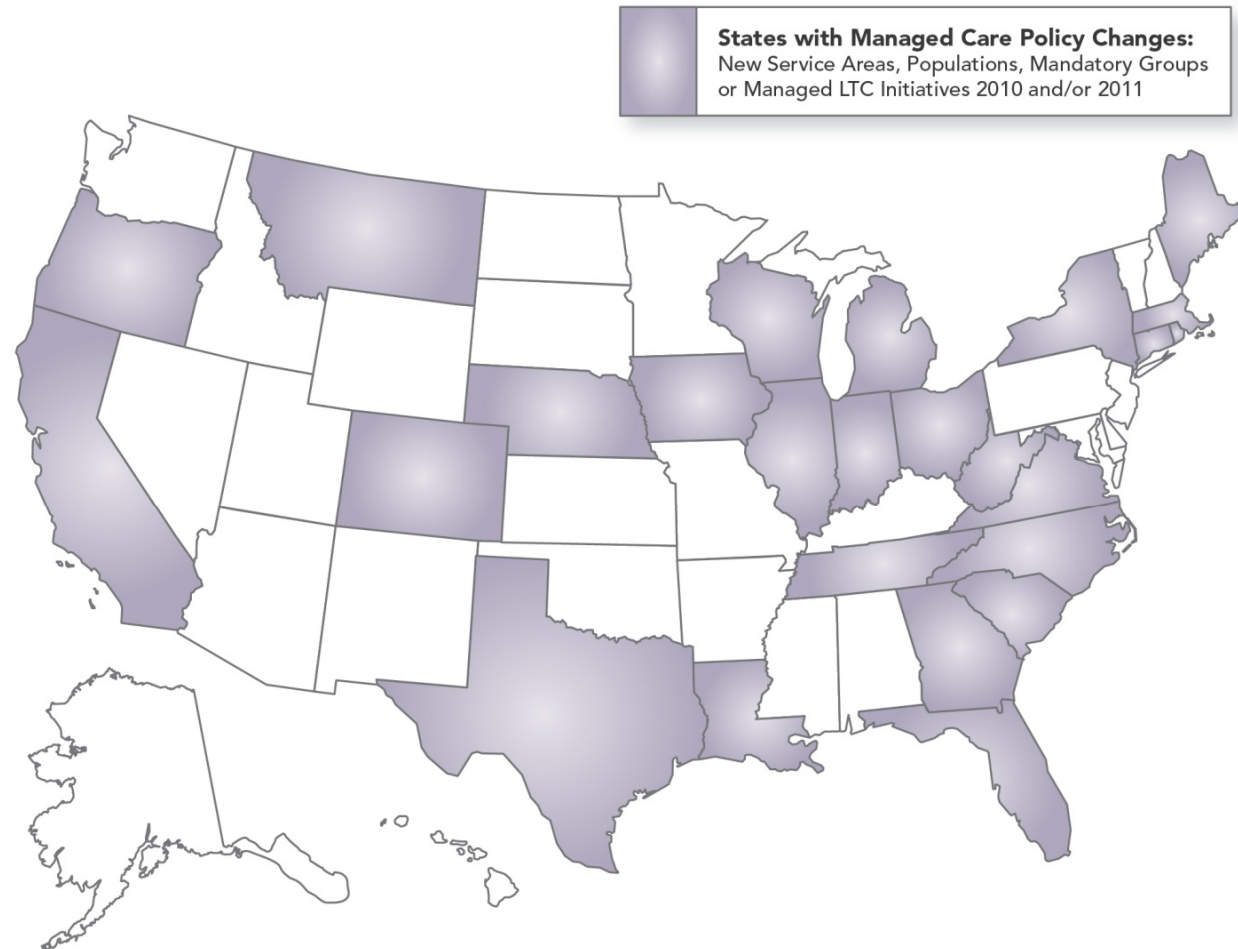 States with Managed Care Policy Changes:
New Service Areas, Populations, Mandatory Groups
or Managed LTC Initiatives 2010 and/or 2011